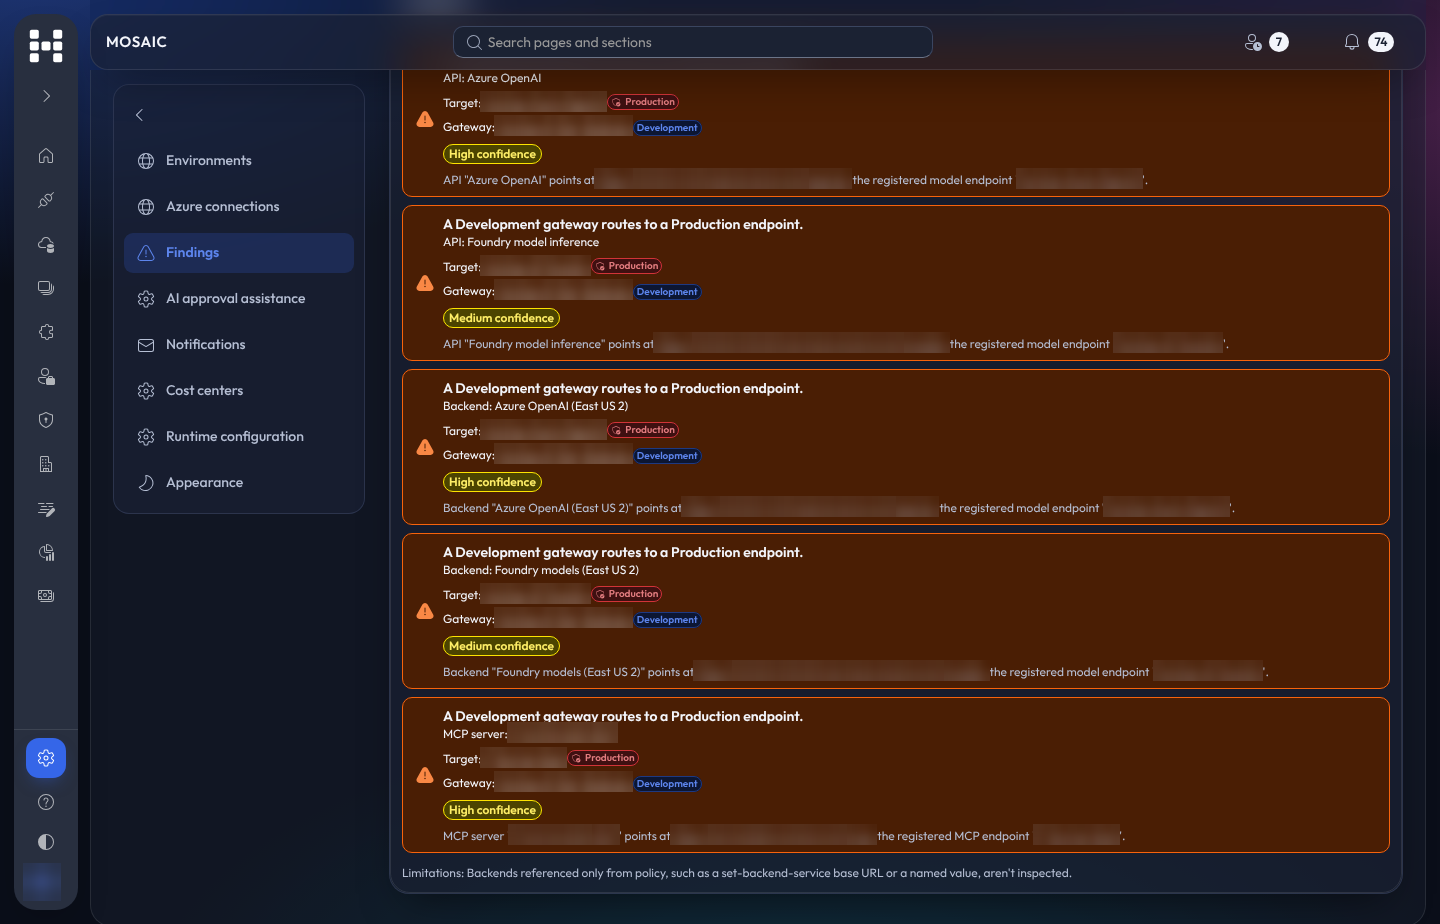 MOSAIC
Search pages and sections
7
74
Environments
Azure connections
Findings
AI approval assistance
Notifications
Cost centers
Runtime configuration
Appearance
API: Azure OpenAI
Target: Production
Gateway: Development
High confidence
API "Azure OpenAI" points at the registered model endpoint '.
A Development gateway routes to a Production endpoint.
API: Foundry model inference
Target: Production
Gateway: Development
Medium confidence
API "Foundry model inference" points at the registered model endpoint '.
A Development gateway routes to a Production endpoint.
Backend: Azure OpenAI (East US 2)
Target: Production
Gateway: Development
High confidence
Backend "Azure OpenAI (East US 2)" points at the registered model endpoint '.
A Development gateway routes to a Production endpoint.
Backend: Foundry models (East US 2)
Target: Production
Gateway: Development
Medium confidence
Backend "Foundry models (East US 2)" points at the registered model endpoint '.
A Development gateway routes to a Production endpoint.
MCP server:
Target: Production
Gateway: Development
High confidence
MCP server ' points at the registered MCP endpoint '.
Limitations: Backends referenced only from policy, such as a set-backend-service base URL or a named value, aren't inspected.